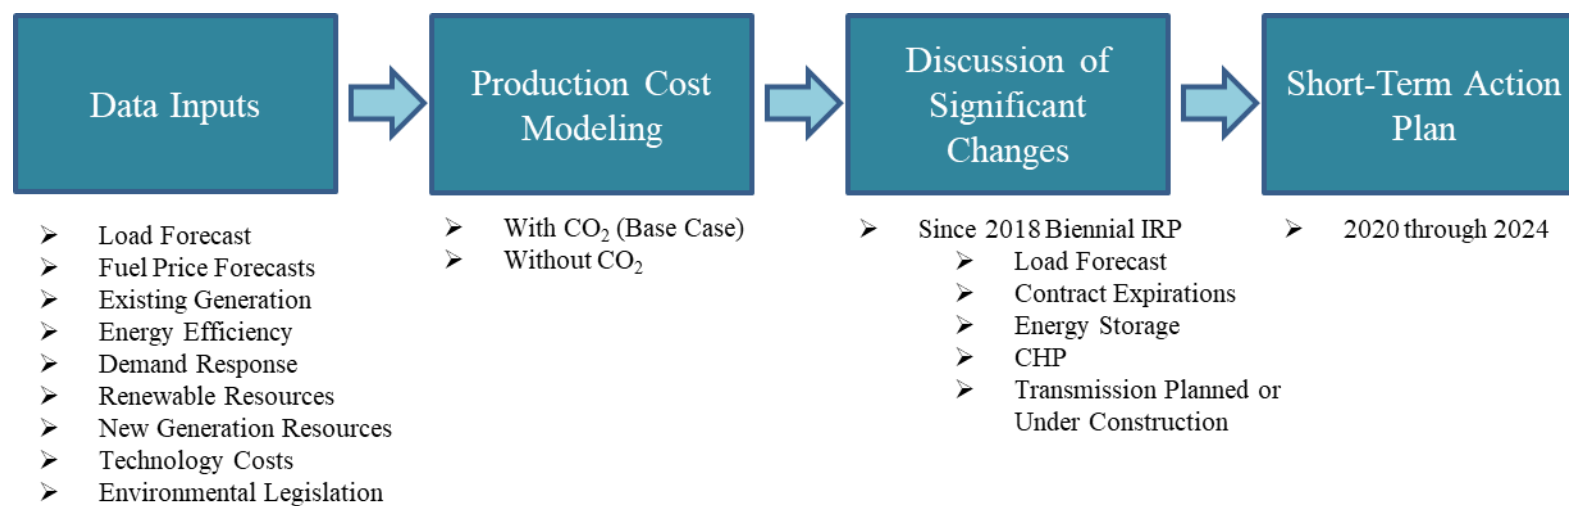 Data Inputs
Load Forecast
Fuel Price Forecasts
Existing Generation
Energy Efficiency
Demand Response
Renewable Resources
New Generation Resources
Technology Costs
Environmental Legislation
Production Cost
Modeling
With CO₂ (Base Case)
Without CO₂
Discussion of
Significant
Changes
Since 2018 Biennial IRP
Load Forecast
Contract Expirations
Energy Storage
CHP
Transmission Planned or
Under Construction
Short-Term Action
Plan
2020 through 2024